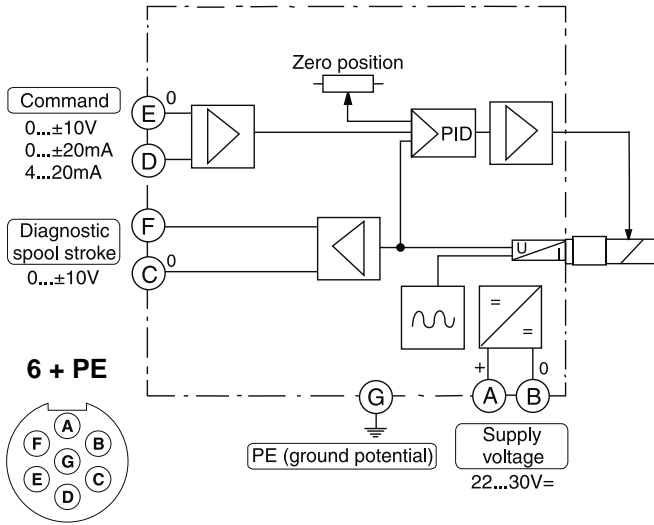 Zero position
Command
E
0
0...±10V
0...±20mA
4...20mA
D
PID
F
Diagnostic
spool stroke
0...±10V
C
0
U
L
=
=
6 + PE
+
0
G
A
B
PE (ground potential)
Supply
voltage
22...30V=
A
F
B
G
E
C
D